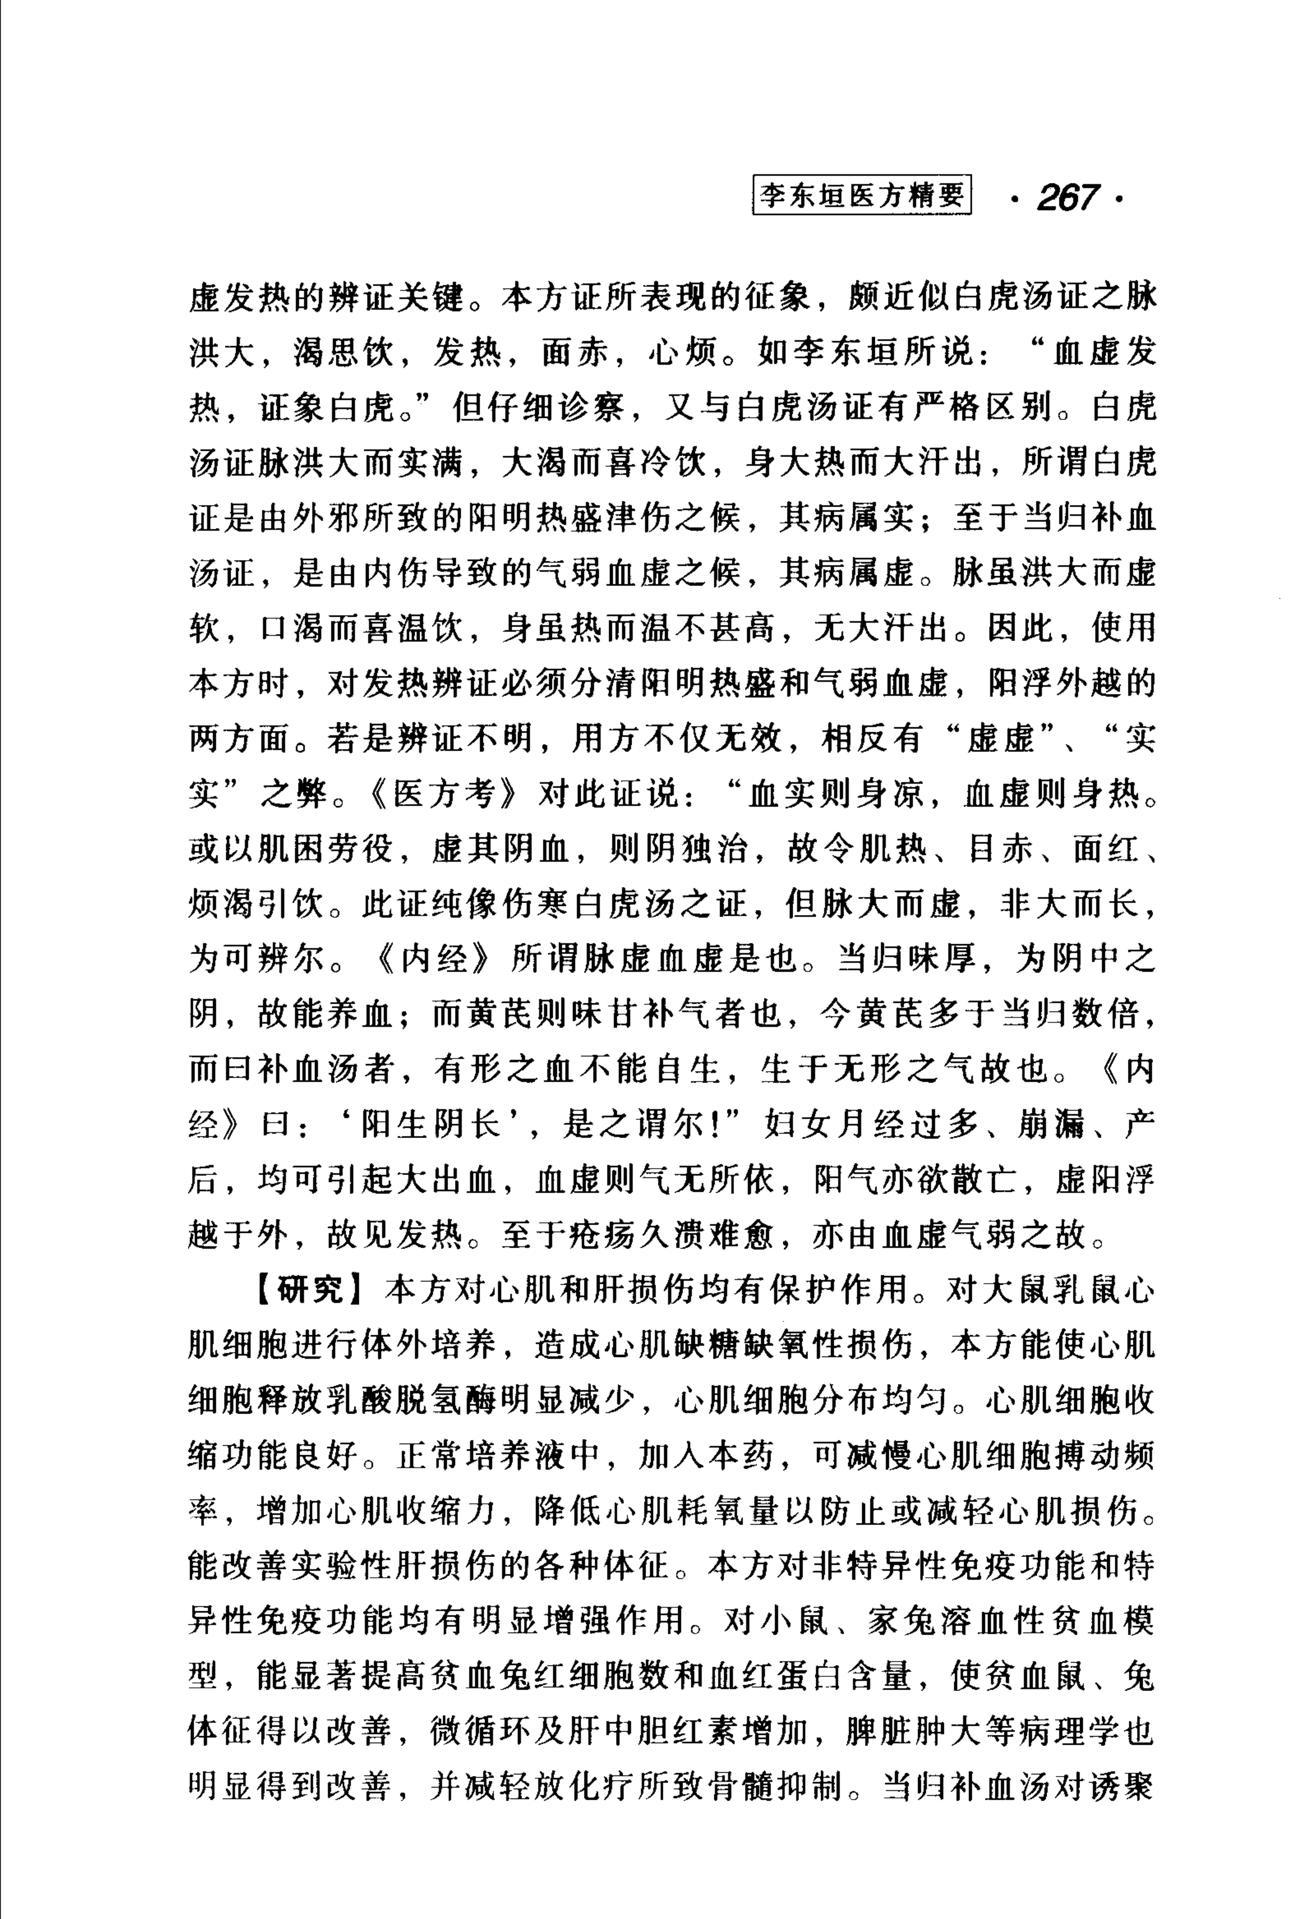 李东垣医方精要 ·267·
虚发热的辨证关键。本方证所表现的征象，颇近似白虎汤证之脉
洪大，渴思饮，发热，面赤，心烦。如李东垣所说：“血虚发
热，证象白虎。”但仔细诊察，又与白虎汤证有严格区别。白虎
汤证脉洪大而实满，大渴而喜冷饮，身大热而大汗出，所谓白虎
证是由外邪所致的阳明热盛津伤之候，其病属实；至于当归补血
汤证，是由内伤导致的气弱血虚之候，其病属虚。脉虽洪大而虚
软，口渴而喜温饮，身虽热而温不甚高，无大汗出。因此，使用
本方时，对发热辨证必须分清阳明热盛和气弱血虚，阳浮外越的
两方面。若是辨证不明，用方不仅无效，相反有“虚虚”、“实
实”之弊。《医方考》对此证说：“血实则身凉，血虚则身热。
或以肌困劳役，虚其阴血，则阴独治，故令肌热、目赤、面红、
烦渴引饮。此证纯像伤寒白虎汤之证，但脉大而虚，非大而长，
为可辨尔。《内经》所谓脉虚血虚是也。当归味厚，为阴中之
阴，故能养血；而黄芪则味甘补气者也，今黄芪多于当归数倍，
而曰补血汤者，有形之血不能自生，生于无形之气故也。《内
经》曰：‘阳生阴长’，是之谓尔！”妇女月经过多、崩漏、产
后，均可引起大出血，血虚则气无所依，阳气亦欲散亡，虚阳浮
越于外，故见发热。至于疮疡久溃难愈，亦由血虚气弱之故。
【研究】本方对心肌和肝损伤均有保护作用。对大鼠乳鼠心
肌细胞进行体外培养，造成心肌缺糖缺氧性损伤，本方能使心肌
细胞释放乳酸脱氢酶明显减少，心肌细胞分布均匀。心肌细胞收
缩功能良好。正常培养液中，加入本药，可减慢心肌细胞搏动频
率，增加心肌收缩力，降低心肌耗氧量以防止或减轻心肌损伤。
能改善实验性肝损伤的各种体征。本方对非特异性免疫功能和特
异性免疫功能均有明显增强作用。对小鼠、家兔溶血性贫血模
型，能显著提高贫血兔红细胞数和血红蛋白含量，使贫血鼠、兔
体征得以改善，微循环及肝中胆红素增加，脾脏肿大等病理学也
明显得到改善，并减轻放化疗所致骨髓抑制。当归补血汤对诱聚